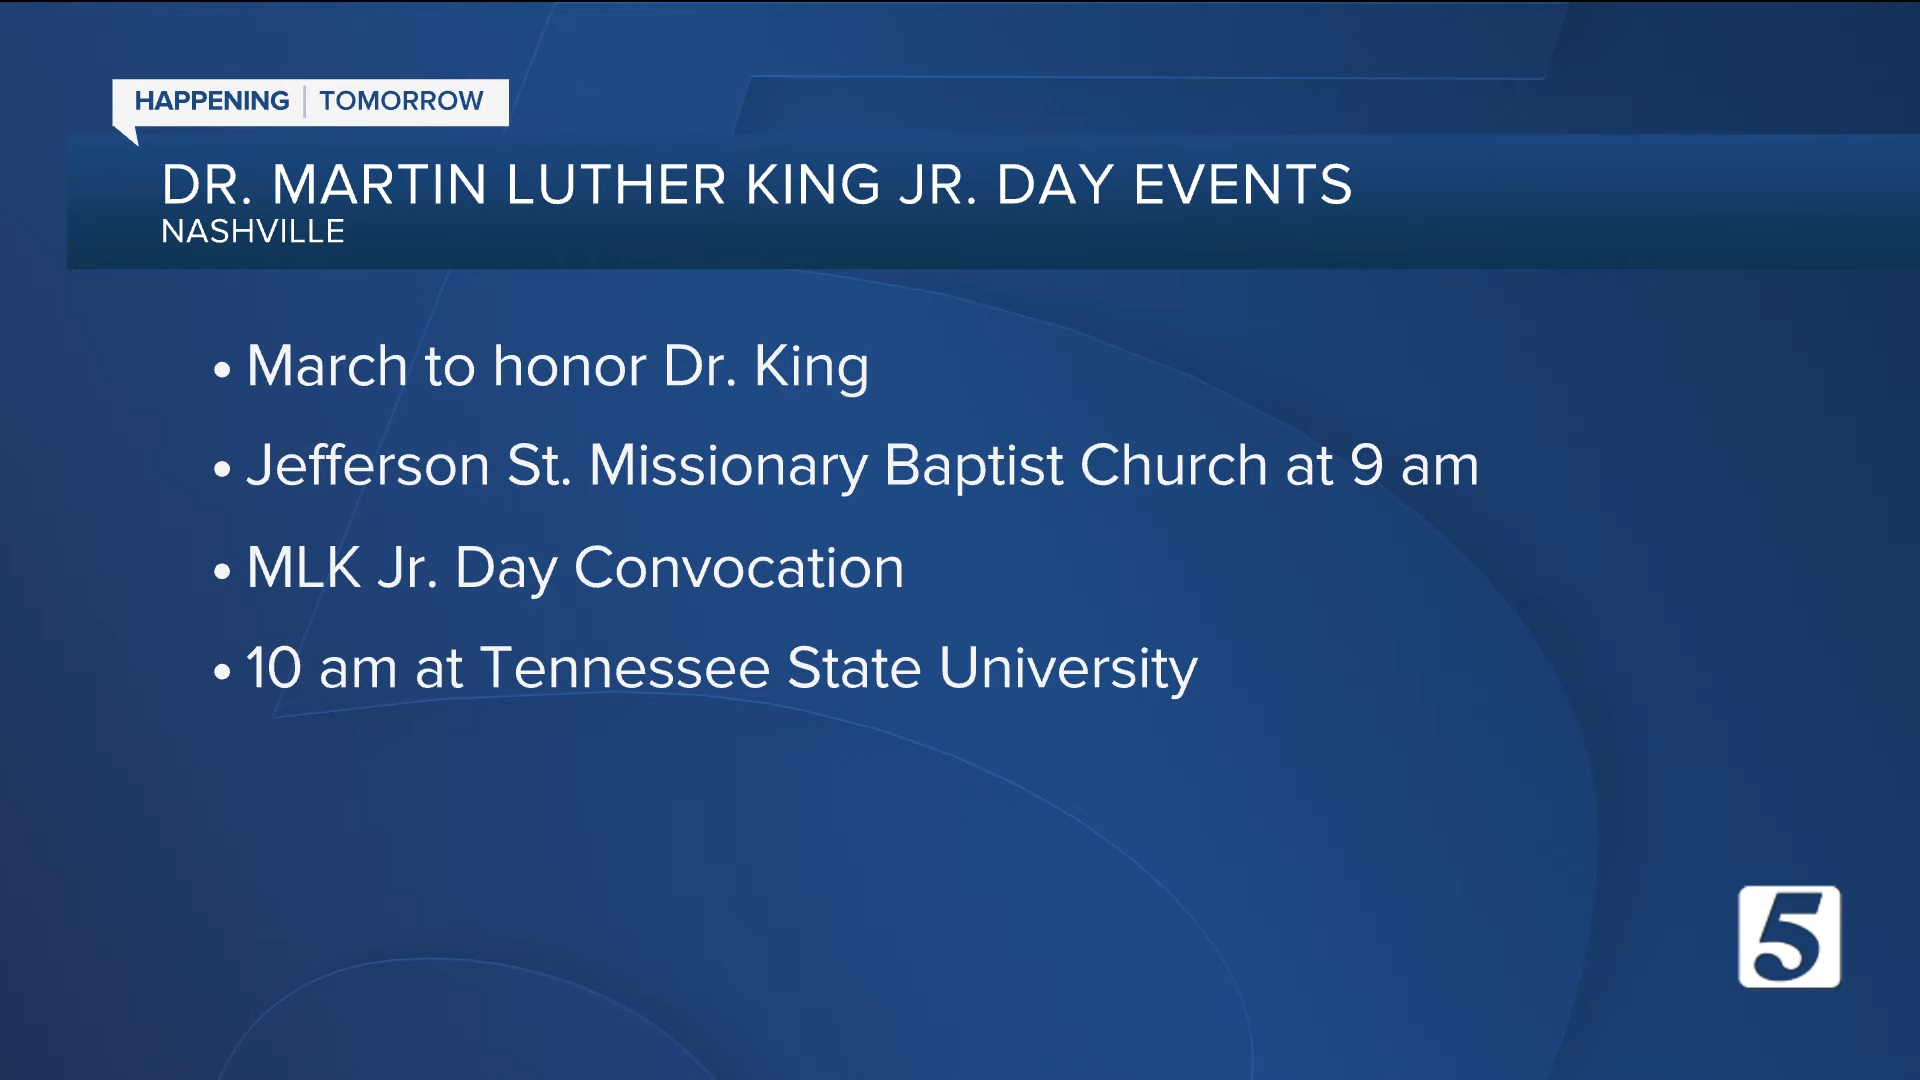 HAPPENING | TOMORROW
DR. MARTIN LUTHER KING JR. DAY EVENTS
NASHVILLE
• March to honor Dr. King
• Jefferson St. Missionary Baptist Church at 9 am
• MLK Jr. Day Convocation
• 10 am at Tennessee State University
5